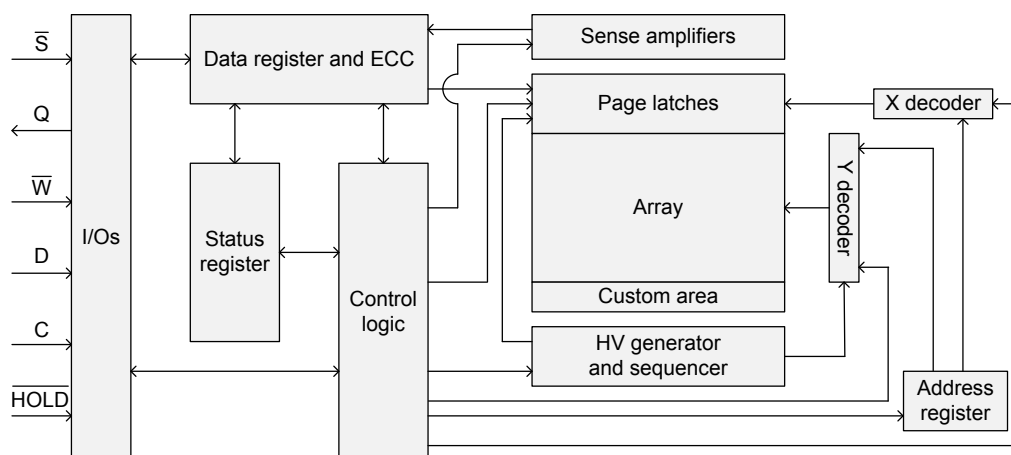 S̅
Q
W̅
D
C
H̅O̅L̅D̅
I/Os
Data register and ECC
Status
register
Control
logic
Sense amplifiers
Page latches
Array
Custom area
HV generator
and sequencer
X decoder
Y decoder
Address
register